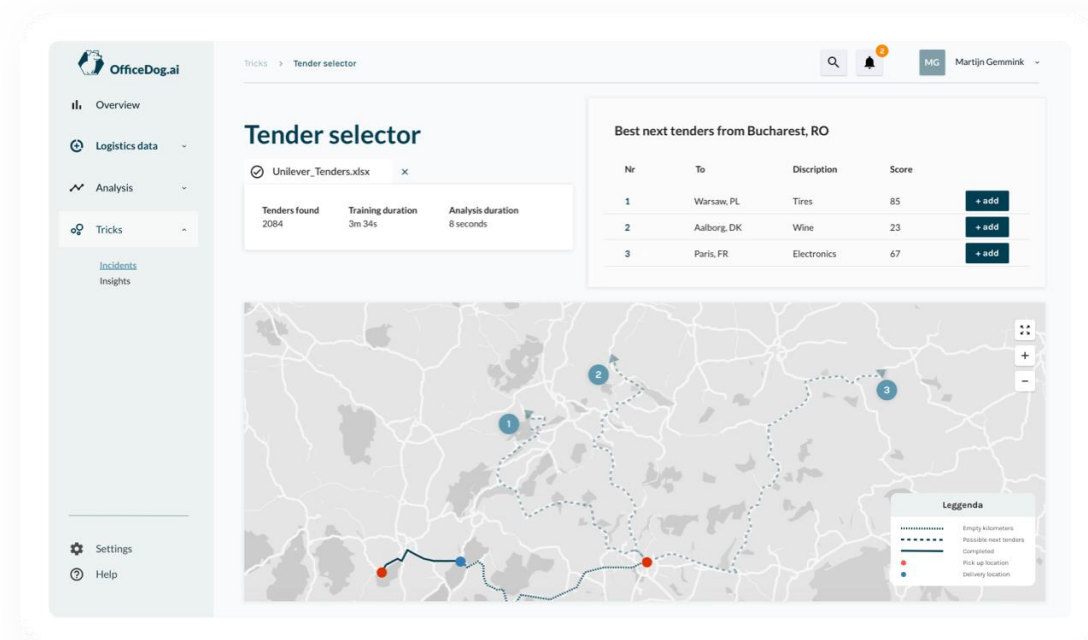 OfficeDog.ai
Overview
Logistics data
Analysis
Tricks
Incidents
Insights
Settings
Help
Tricks > Tender selector
2
MG Martijn Gemmink
Tender selector
Unilever_Tenders.xlsx ×
Tenders found Training duration Analysis duration
2084 3m 34s 8 seconds
Best next tenders from Bucharest, RO
Nr To Discription Score
1 Warsaw, PL Tires 85 + add
2 Aalborg, DK Wine 23 + add
3 Paris, FR Electronics 67 + add
+
−
2
3
1
Leggenda
Empty kilometers
Possible next tenders
Completed
Pick up location
Delivery location